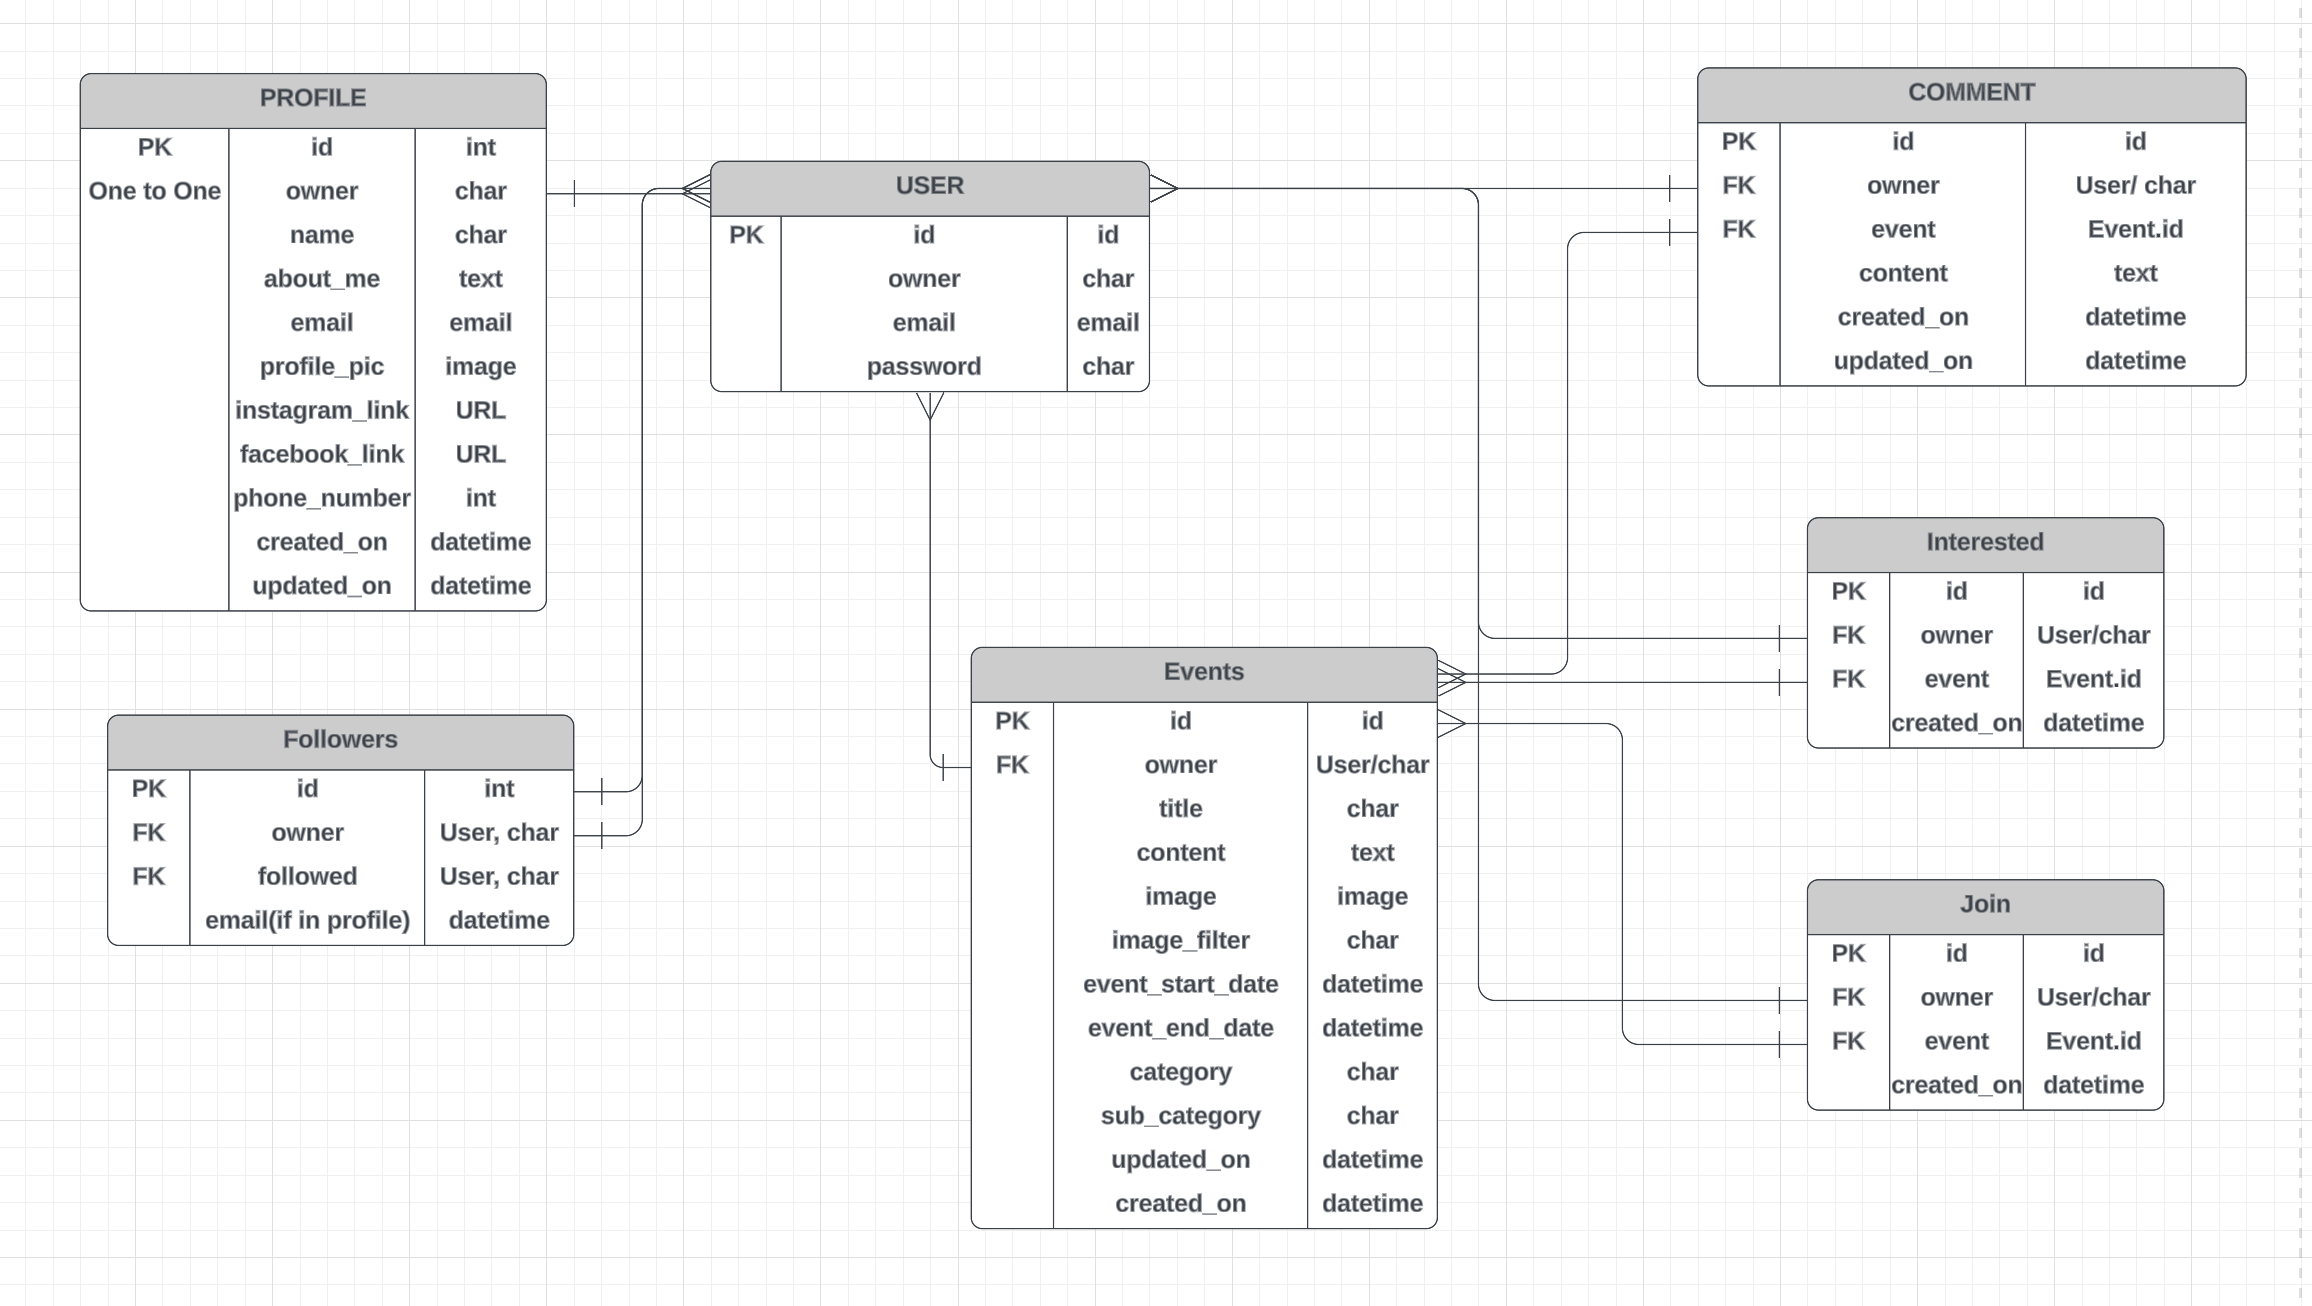 PROFILE
PK id int
One to One owner char
name char
about_me text
email email
profile_pic image
instagram_link URL
facebook_link URL
phone_number int
created_on datetime
updated_on datetime
USER
PK id id
owner char
email email
password char
COMMENT
PK id id
FK owner User/ char
FK event Event.id
content text
created_on datetime
updated_on datetime
Interested
PK id id
FK owner User/char
FK event Event.id
created_on datetime
Followers
PK id int
FK owner User, char
FK followed User, char
email(if in profile) datetime
Events
PK id id
FK owner User/char
title char
content text
image image
image_filter char
event_start_date datetime
event_end_date datetime
category char
sub_category char
updated_on datetime
created_on datetime
Join
PK id id
FK owner User/char
FK event Event.id
created_on datetime